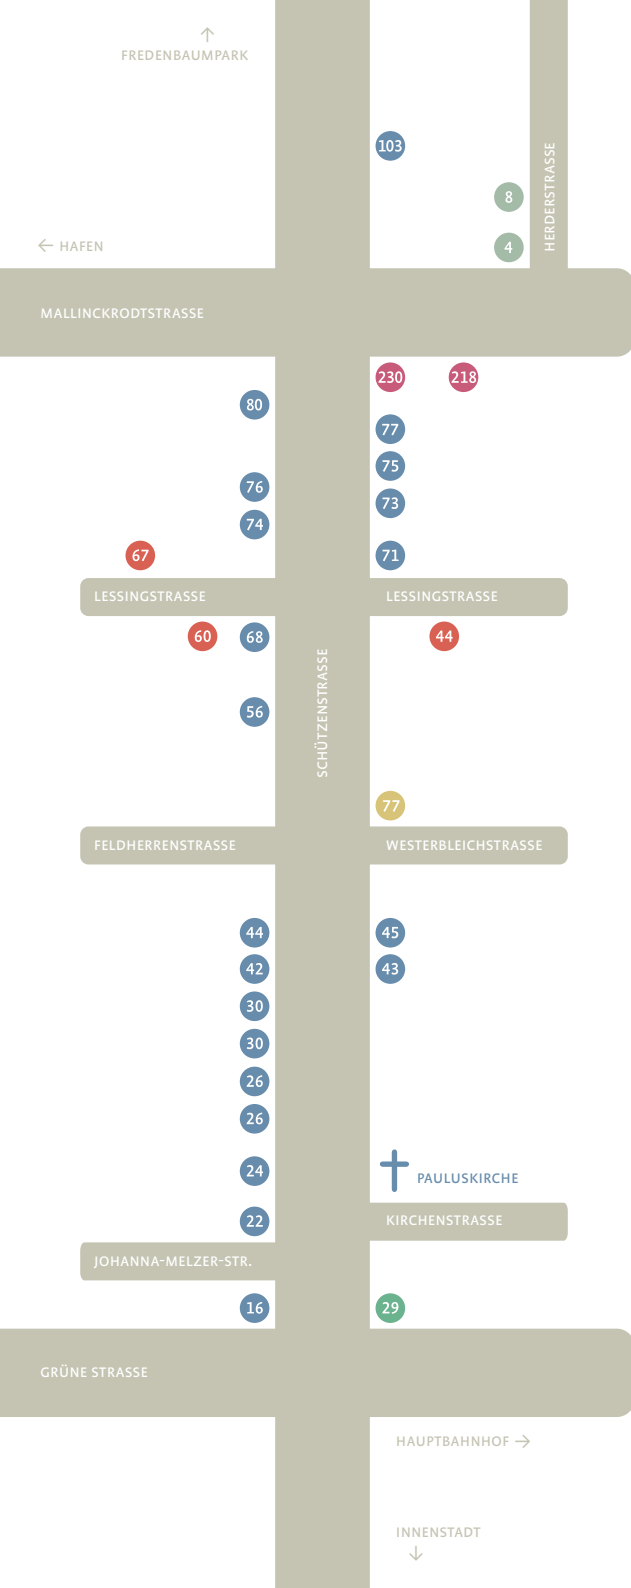 ↑
FREDENBAUMPARK
103
HERDERSTRASSE
8
← HAFEN
4
MALLINCKRODTSTRASSE
230 218
80
77
75
76
73
74
67
71
LESSINGSTRASSE
LESSINGSTRASSE
60 68
44
SCHÜTZENSTRASSE
56
77
FELDHERRENSTRASSE
WESTERBLEICHSTRASSE
44
45
42
43
30
30
26
26
24
PAULUSKIRCHE
22
KIRCHENSTRASSE
JOHANNA-MELZER-STR.
16
29
GRÜNE STRASSE
HAUPTBAHNHOF →
INNENSTADT
↓